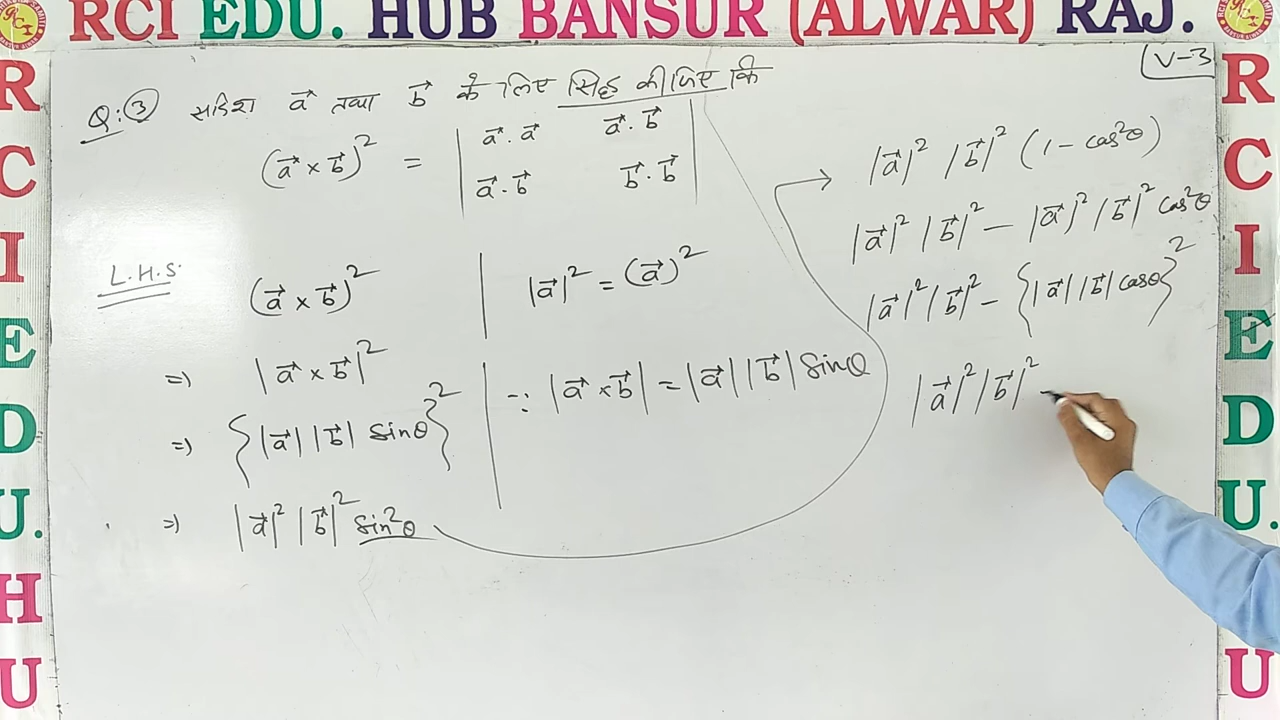 RCI EDU. HUB BANSUR (ALWAR) RAJ.
V-3
Q:③ सदिश a⃗ तथा b⃗ के लिए सिद्ध कीजिए कि
(a⃗ × b⃗)² = | a⃗·a⃗ a⃗·b⃗ |
| a⃗·b⃗ b⃗·b⃗ |
L.H.S.
(a⃗ × b⃗)²
|a⃗|² = (a⃗)²
=) |a⃗ × b⃗|²
∵ |a⃗ × b⃗| = |a⃗| |b⃗| Sinθ
=) {|a⃗| |b⃗| Sinθ}²
=) |a⃗|² |b⃗|² Sin²θ
→ |a⃗|² |b⃗|² (1 - cos²θ)
|a⃗|² |b⃗|² - |a⃗|² |b⃗|² cos²θ
|a⃗|² |b⃗|² - {|a⃗| |b⃗| cosθ}²
|a⃗|² |b⃗|² -
R
C
I
E
D
U.
H
U
R
C
I
E
D
U.
U